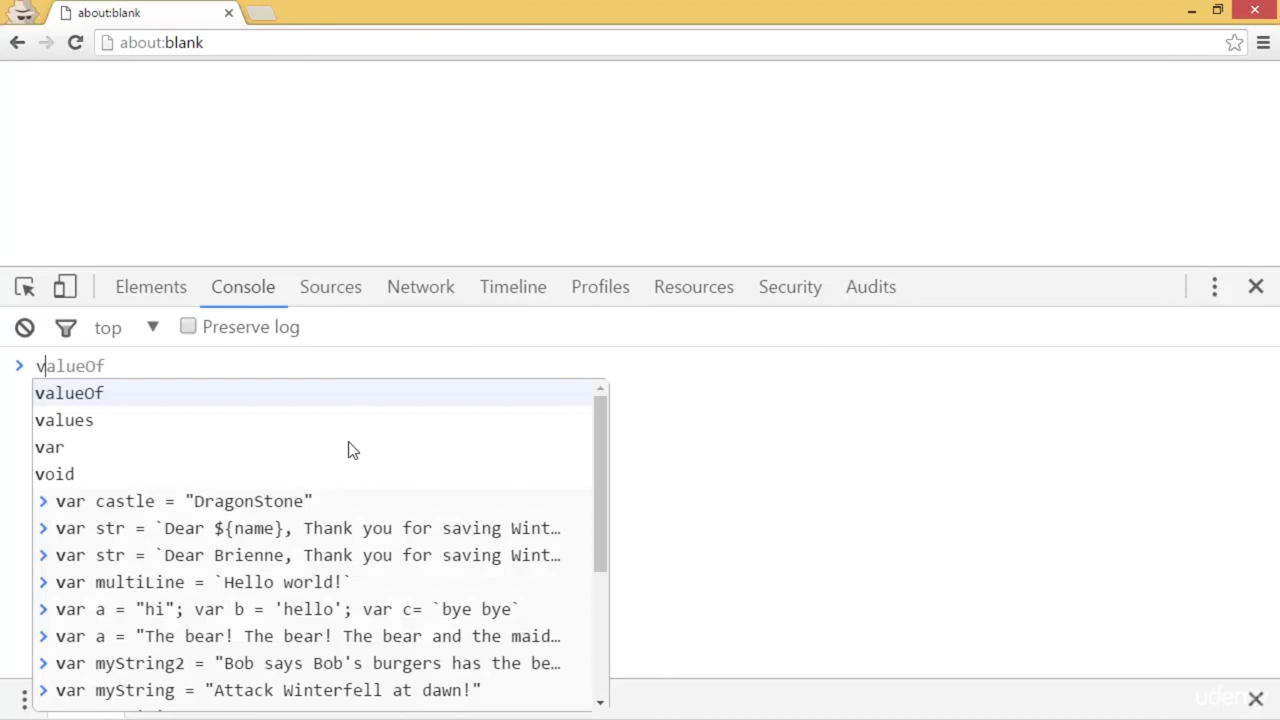 about:blank
about:blank
Elements Console Sources Network Timeline Profiles Resources Security Audits
top Preserve log
valueOf
valueOf
values
var
void
var castle = "DragonStone"
var str = `Dear ${name}, Thank you for saving Wint…
var str = `Dear Brienne, Thank you for saving Wint…
var multiLine = `Hello world!`
var a = "hi"; var b = 'hello'; var c= `bye bye`
var a = "The bear! The bear! The bear and the maid…
var myString2 = "Bob says Bob's burgers has the be…
var myString = "Attack Winterfell at dawn!"